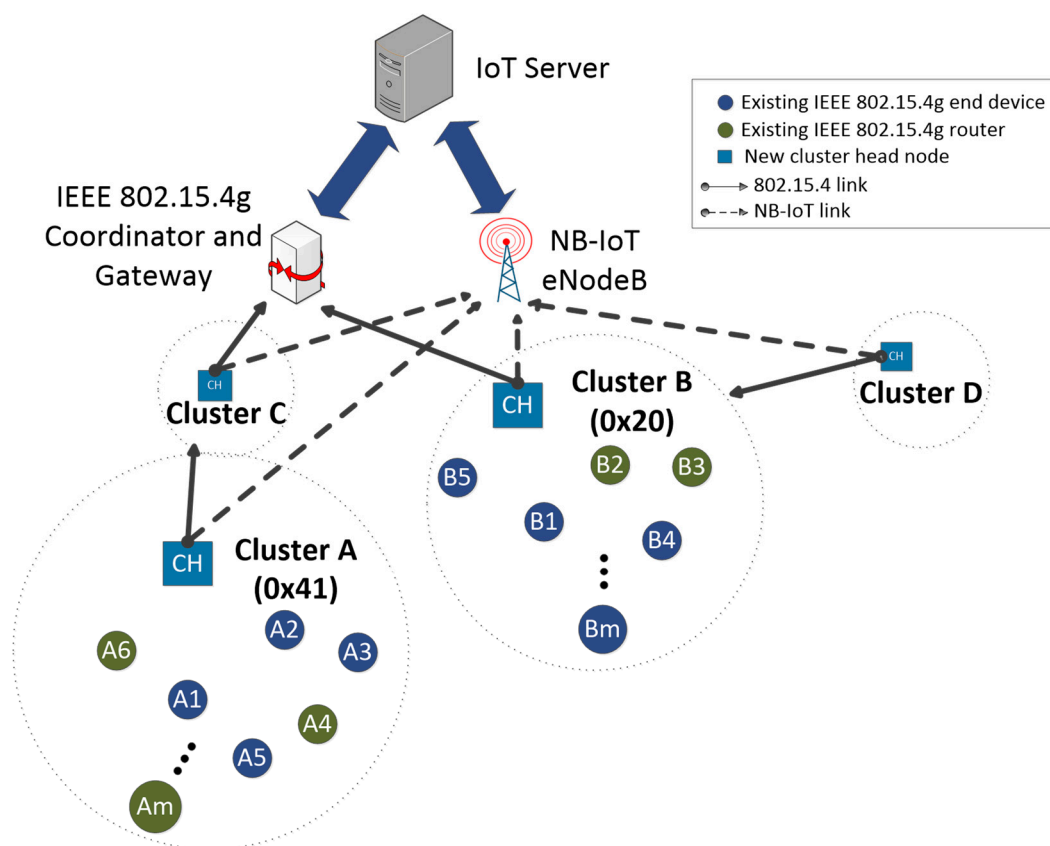 IoT Server
Existing IEEE 802.15.4g end device
Existing IEEE 802.15.4g router
New cluster head node
802.15.4 link
NB-IoT link
IEEE 802.15.4g
Coordinator and
Gateway
NB-IoT
eNodeB
CH
Cluster C
CH
Cluster B
(0x20)
CH
Cluster D
B5
B2
B3
B1
B4
Bm
CH
Cluster A
(0x41)
A6
A2
A3
A1
A4
A5
Am